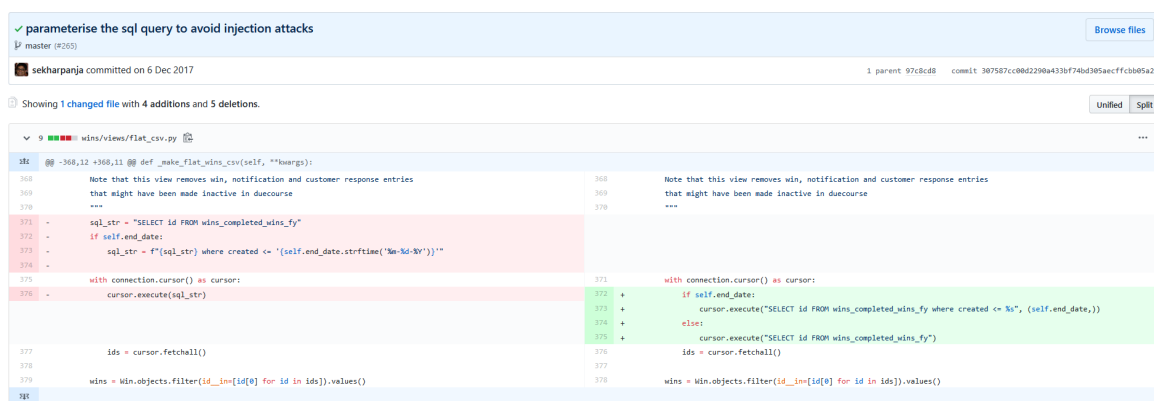 ✓ parameterise the sql query to avoid injection attacks
Browse files
master (#265)
sekharpanja committed on 6 Dec 2017
1 parent 97c8cd8 commit 307587cc00d2290a433bf74bd305aecffcbb05a2
Showing 1 changed file with 4 additions and 5 deletions.
Unified Split
9 wins/views/flat_csv.py
@@ -368,12 +368,11 @@ def _make_flat_wins_csv(self, **kwargs):
368 Note that this view removes win, notification and customer response entries
369 that might have been made inactive in duecourse
370 """
371 - sql_str = "SELECT id FROM wins_completed_wins_fy"
372 - if self.end_date:
373 - sql_str = f"{sql_str} where created <= '{self.end_date.strftime('%m-%d-%Y')}'"
374 -
375 with connection.cursor() as cursor:
376 - cursor.execute(sql_str)
377 ids = cursor.fetchall()
378
379 wins = Win.objects.filter(id__in=[id[0] for id in ids]).values()
368 Note that this view removes win, notification and customer response entries
369 that might have been made inactive in duecourse
370 """
371 with connection.cursor() as cursor:
372 + if self.end_date:
373 + cursor.execute("SELECT id FROM wins_completed_wins_fy where created <= %s", (self.end_date,))
374 + else:
375 + cursor.execute("SELECT id FROM wins_completed_wins_fy")
376 ids = cursor.fetchall()
377
378 wins = Win.objects.filter(id__in=[id[0] for id in ids]).values()